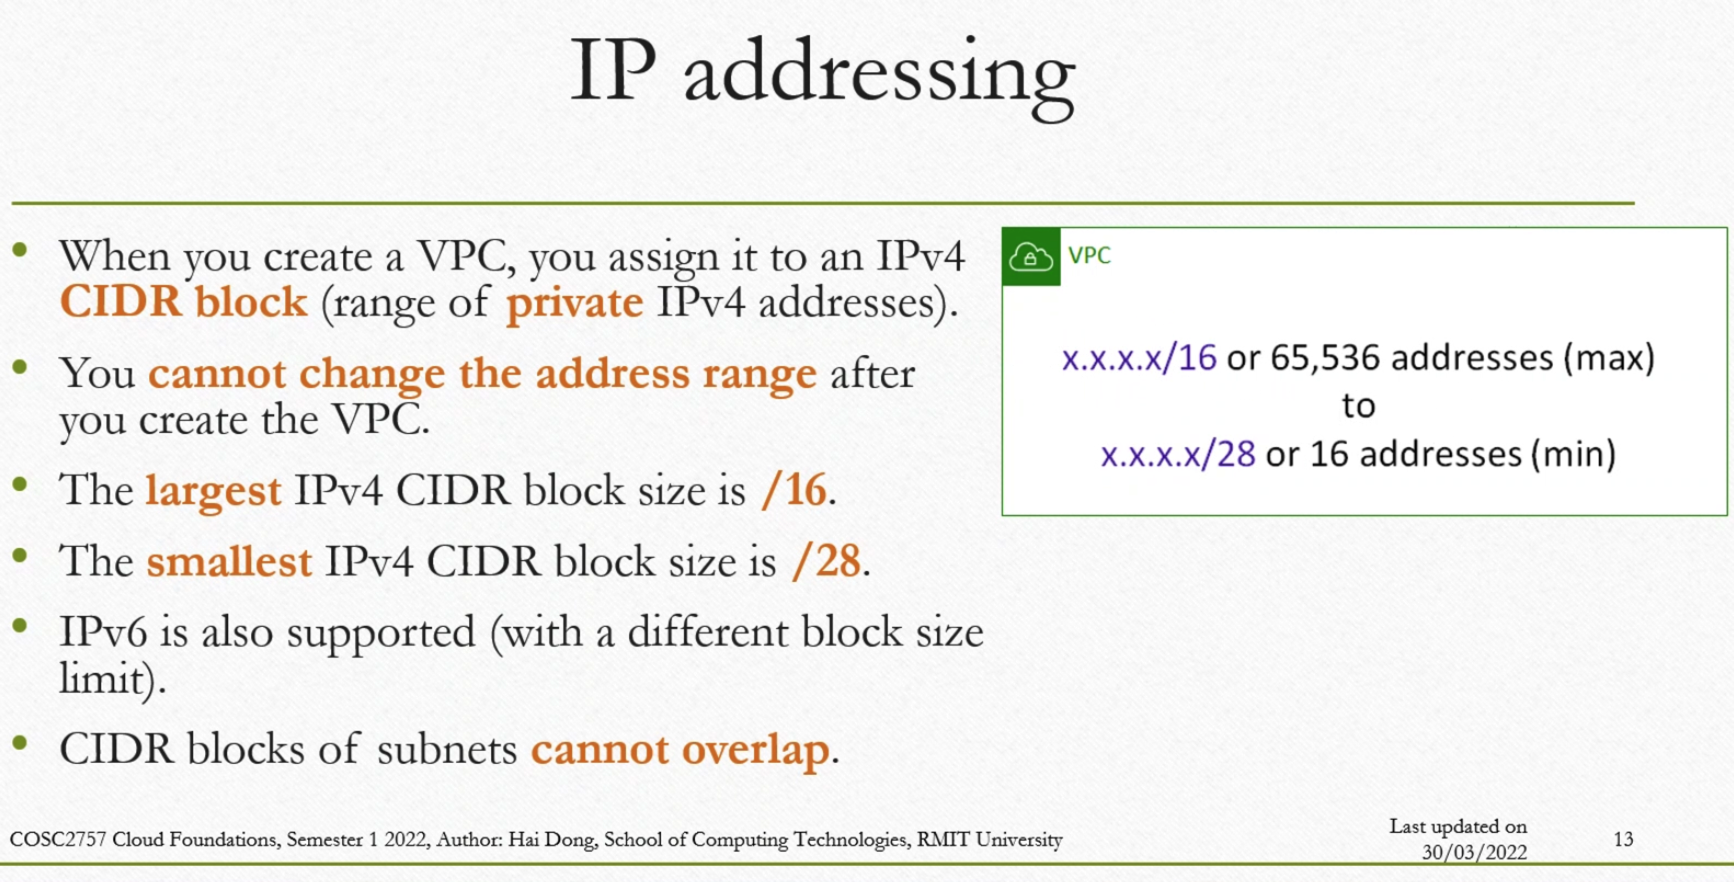 IP addressing
• When you create a VPC, you assign it to an IPv4
CIDR block (range of private IPv4 addresses).
• You cannot change the address range after
you create the VPC.
• The largest IPv4 CIDR block size is /16.
• The smallest IPv4 CIDR block size is /28.
• IPv6 is also supported (with a different block size
limit).
• CIDR blocks of subnets cannot overlap.
VPC
x.x.x.x/16 or 65,536 addresses (max)
to
x.x.x.x/28 or 16 addresses (min)
COSC2757 Cloud Foundations, Semester 1 2022, Author: Hai Dong, School of Computing Technologies, RMIT University
Last updated on
30/03/2022
13